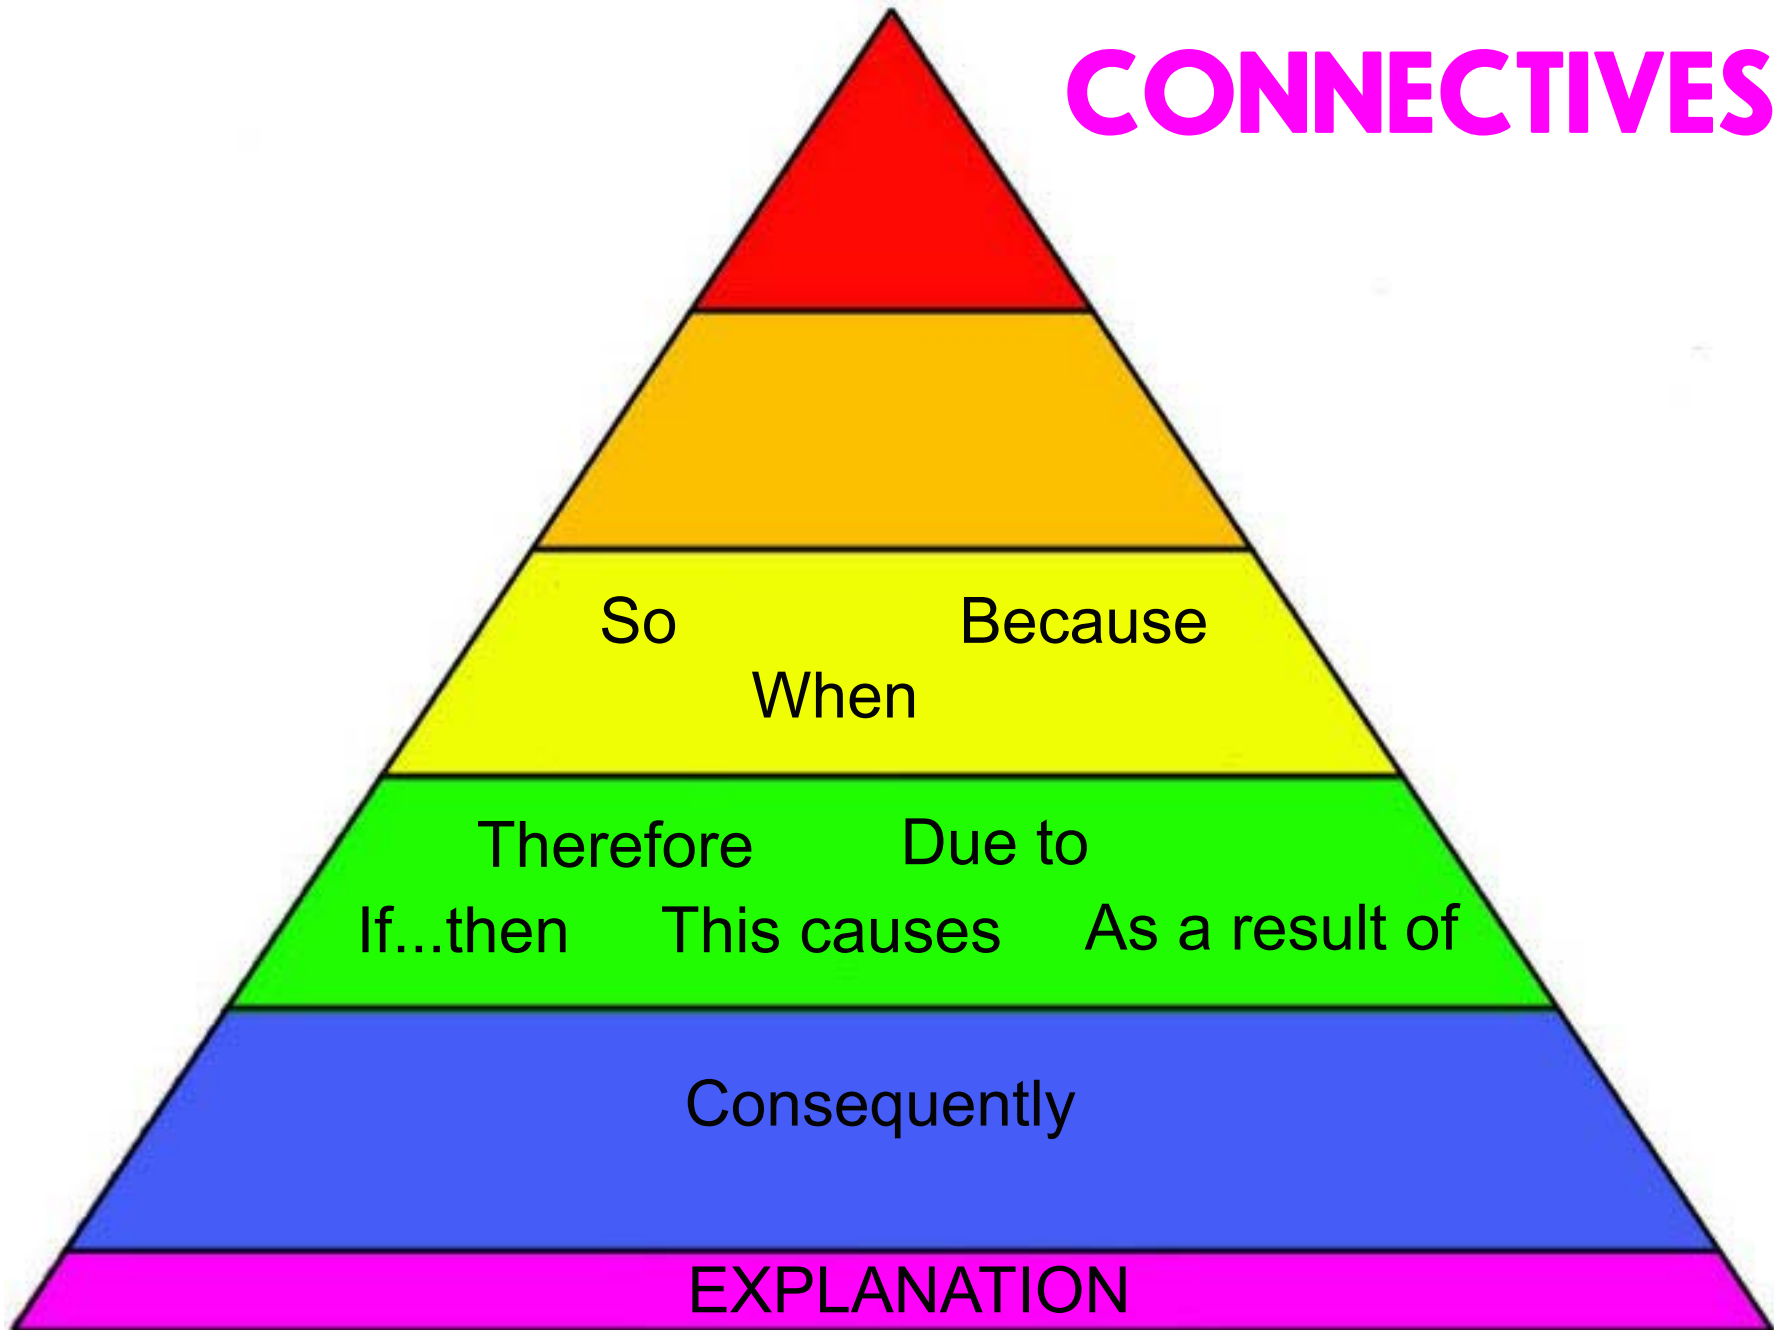 CONNECTIVES
So Because
When
Therefore Due to
If...then This causes As a result of
Consequently
EXPLANATION